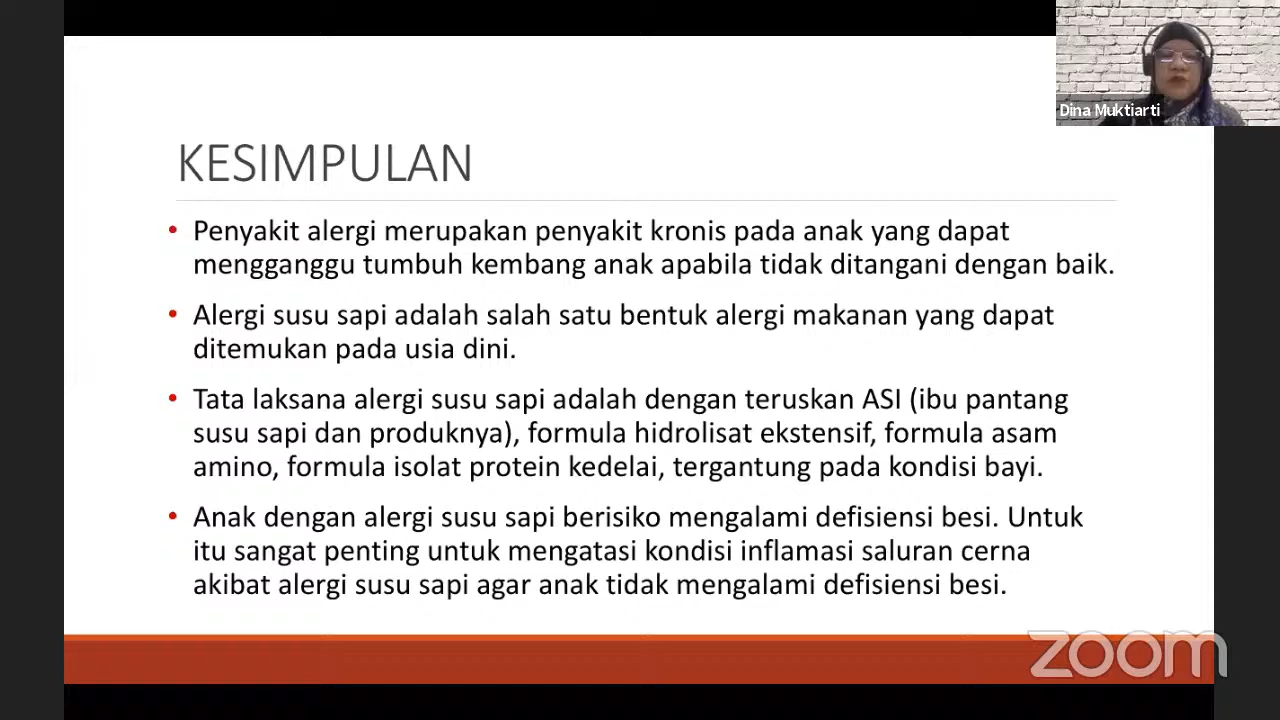 Dina Muktiarti
KESIMPULAN
• Penyakit alergi merupakan penyakit kronis pada anak yang dapat
mengganggu tumbuh kembang anak apabila tidak ditangani dengan baik.
• Alergi susu sapi adalah salah satu bentuk alergi makanan yang dapat
ditemukan pada usia dini.
• Tata laksana alergi susu sapi adalah dengan teruskan ASI (ibu pantang
susu sapi dan produknya), formula hidrolisat ekstensif, formula asam
amino, formula isolat protein kedelai, tergantung pada kondisi bayi.
• Anak dengan alergi susu sapi berisiko mengalami defisiensi besi. Untuk
itu sangat penting untuk mengatasi kondisi inflamasi saluran cerna
akibat alergi susu sapi agar anak tidak mengalami defisiensi besi.
zoom